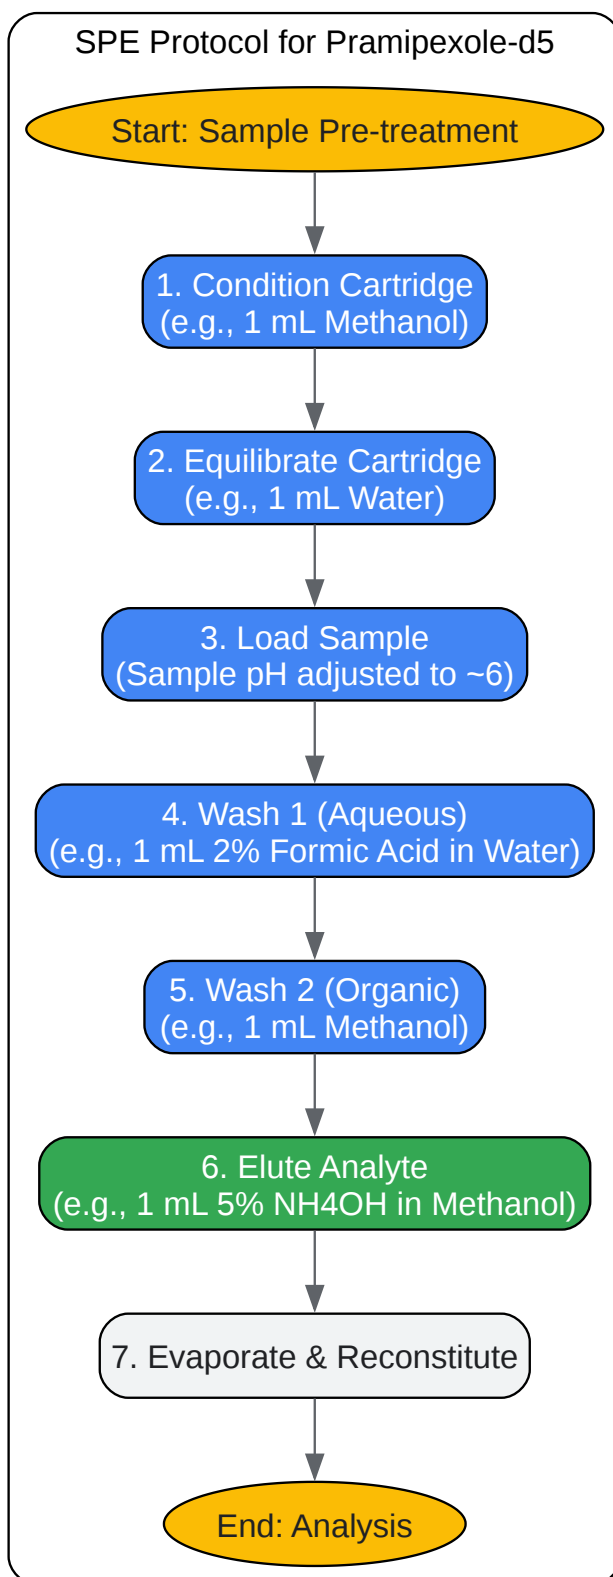 SPE Protocol for Pramipexole-d5
Start: Sample Pre-treatment
1. Condition Cartridge
(e.g., 1 mL Methanol)
2. Equilibrate Cartridge
(e.g., 1 mL Water)
3. Load Sample
(Sample pH adjusted to ~6)
4. Wash 1 (Aqueous)
(e.g., 1 mL 2% Formic Acid in Water)
5. Wash 2 (Organic)
(e.g., 1 mL Methanol)
6. Elute Analyte
(e.g., 1 mL 5% NH4OH in Methanol)
7. Evaporate & Reconstitute
End: Analysis